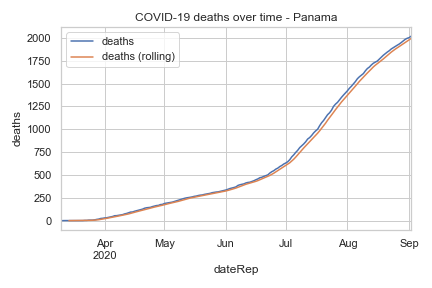 COVID-19 deaths over time - Panama
deaths
deaths (rolling)
2000
1750
1500
1250
1000
750
500
250
0
deaths
Apr
2020
May
Jun
Jul
Aug
Sep
dateRep